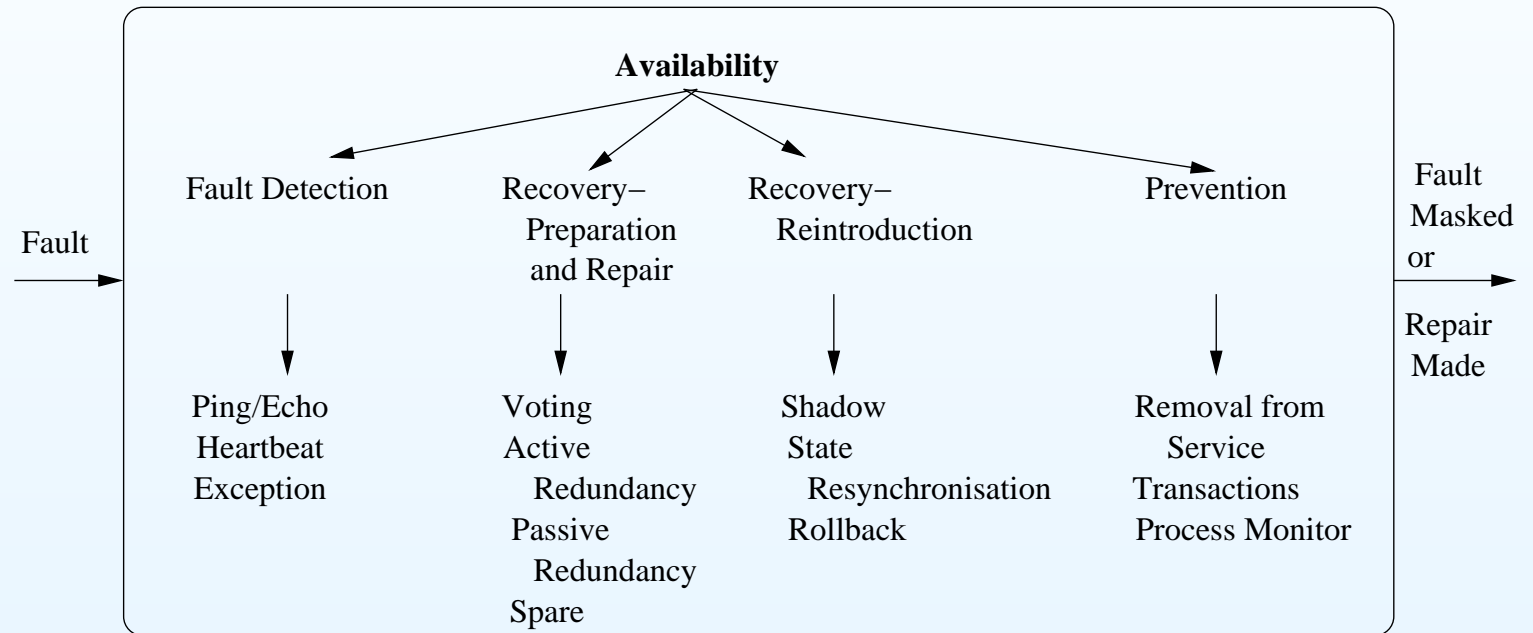 Availability
Fault Detection
Recovery–
Preparation
and Repair
Recovery–
Reintroduction
Prevention
Fault
Fault
Masked
or
Repair
Made
Ping/Echo
Heartbeat
Exception
Voting
Active
Redundancy
Passive
Redundancy
Spare
Shadow
State
Resynchronisation
Rollback
Removal from
Service
Transactions
Process Monitor